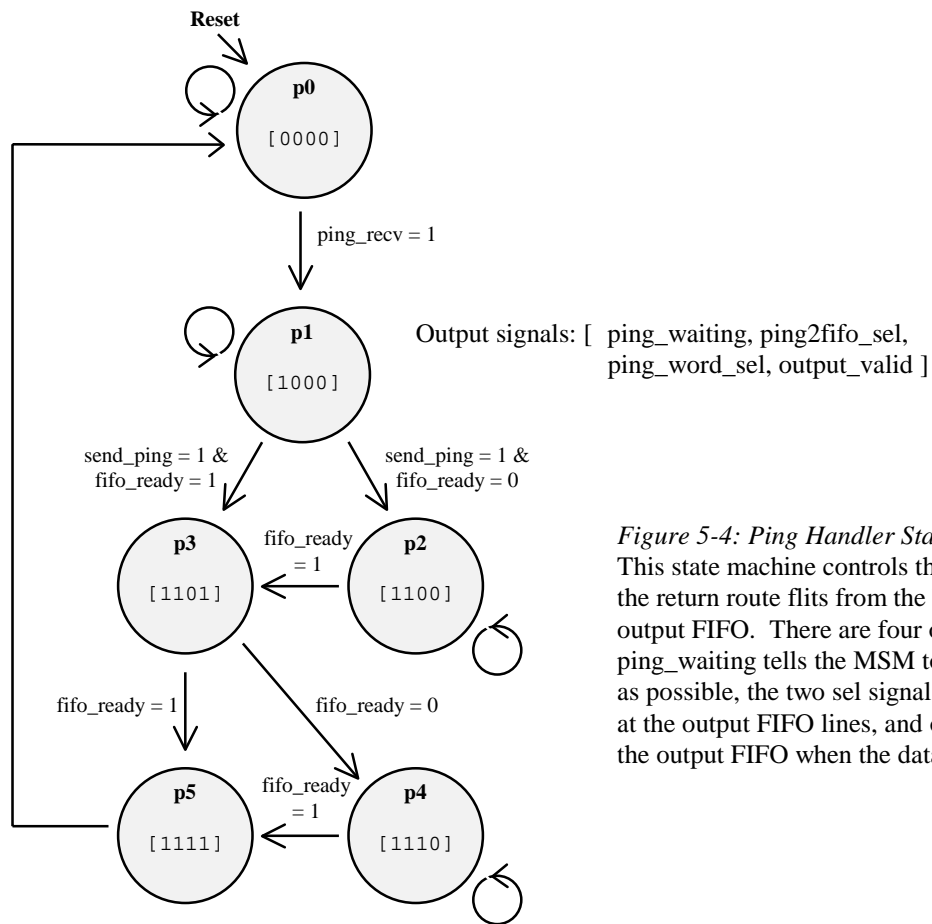 Reset
p0
[0000]
ping_recv = 1
p1
[1000]
Output signals: [ ping_waiting, ping2fifo_sel,
ping_word_sel, output_valid ]
send_ping = 1 &
fifo_ready = 1
send_ping = 1 &
fifo_ready = 0
p3
[1101]
fifo_ready
= 1
p2
[1100]
Figure 5-4: Ping Handler Sta
This state machine controls th
the return route flits from the
output FIFO. There are four o
ping_waiting tells the MSM to
as possible, the two sel signal
at the output FIFO lines, and o
the output FIFO when the data
fifo_ready = 1
fifo_ready = 0
p5
[1111]
fifo_ready
= 1
p4
[1110]